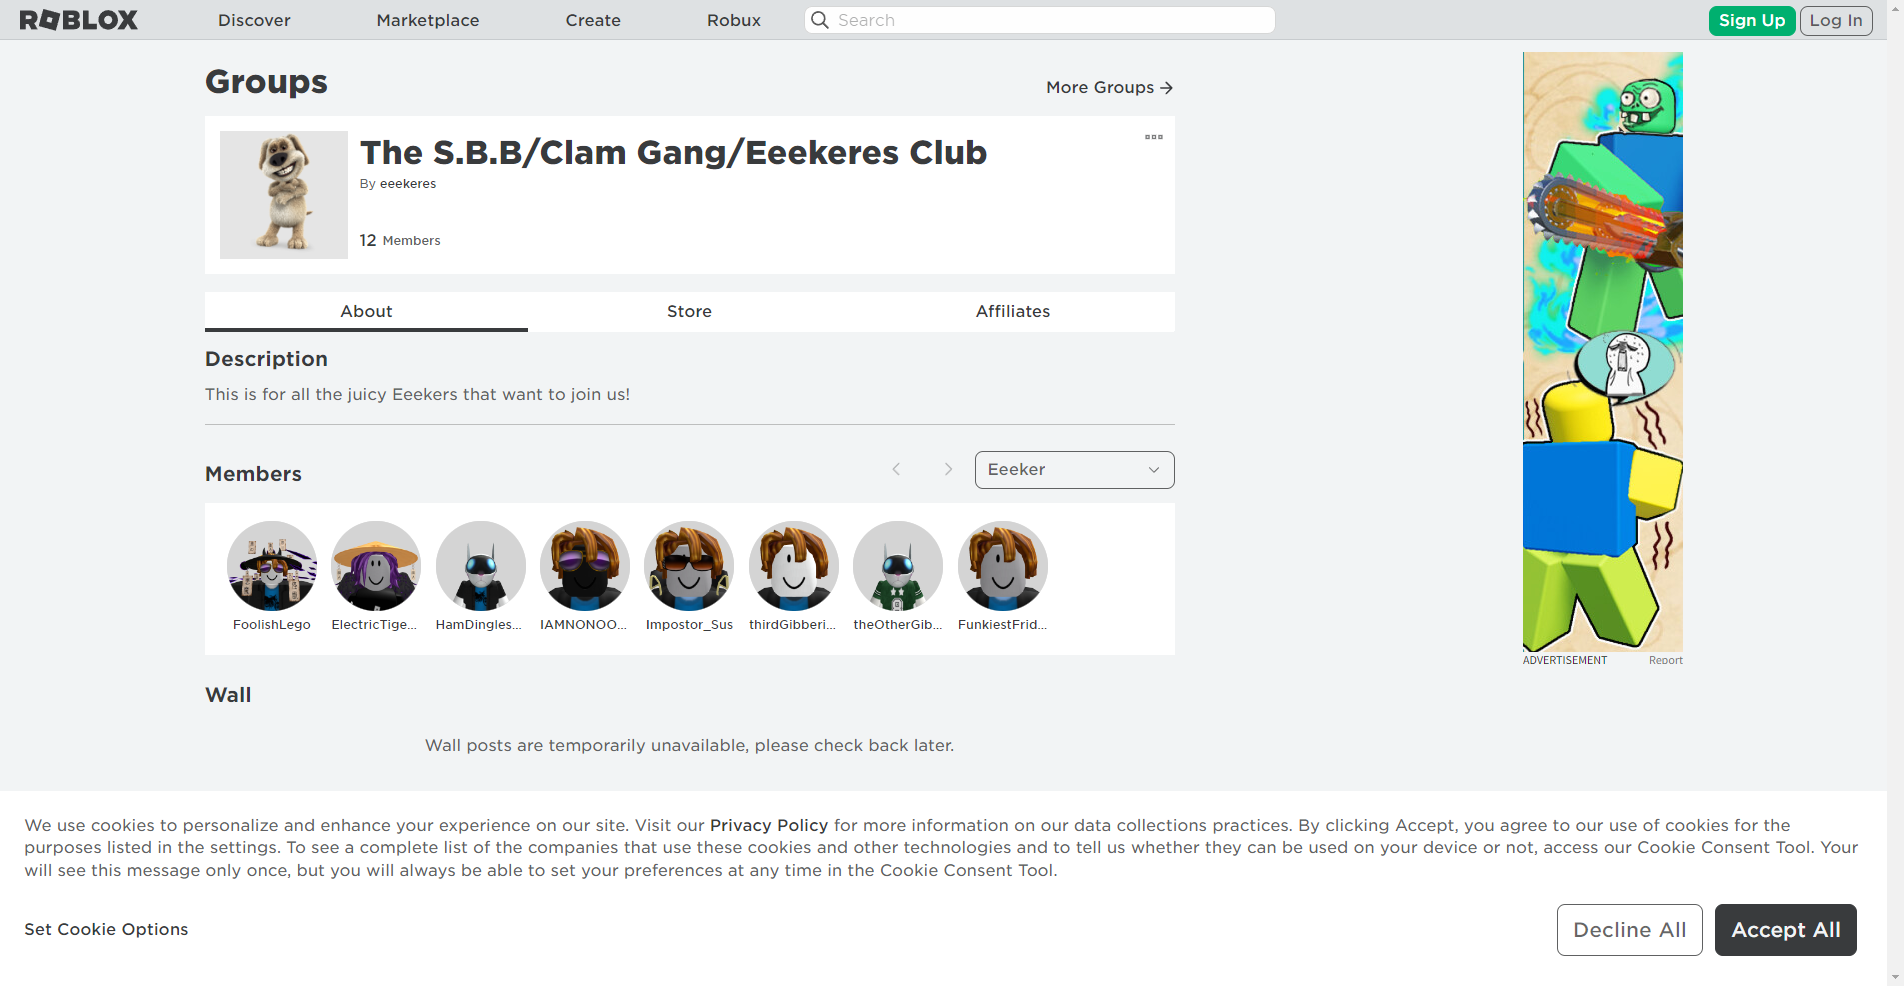 ROBLOX
Discover
Marketplace
Create
Robux
Search
Sign Up
Log In
Groups
More Groups
The S.B.B/Clam Gang/Eeekeres Club
By eeekeres
12 Members
About
Store
Affiliates
Description
This is for all the juicy Eeekers that want to join us!
Members
Eeeker
FoolishLego
ElectricTige...
HamDingles...
IAMNONOO...
Impostor_Sus
thirdGibberi...
theOtherGib...
FunkiestFrid...
ADVERTISEMENT
Report
Wall
Wall posts are temporarily unavailable, please check back later.
We use cookies to personalize and enhance your experience on our site. Visit our Privacy Policy for more information on our data collections practices. By clicking Accept, you agree to our use of cookies for the
purposes listed in the settings. To see a complete list of the companies that use these cookies and other technologies and to tell us whether they can be used on your device or not, access our Cookie Consent Tool. Your
will see this message only once, but you will always be able to set your preferences at any time in the Cookie Consent Tool.
Set Cookie Options
Decline All
Accept All